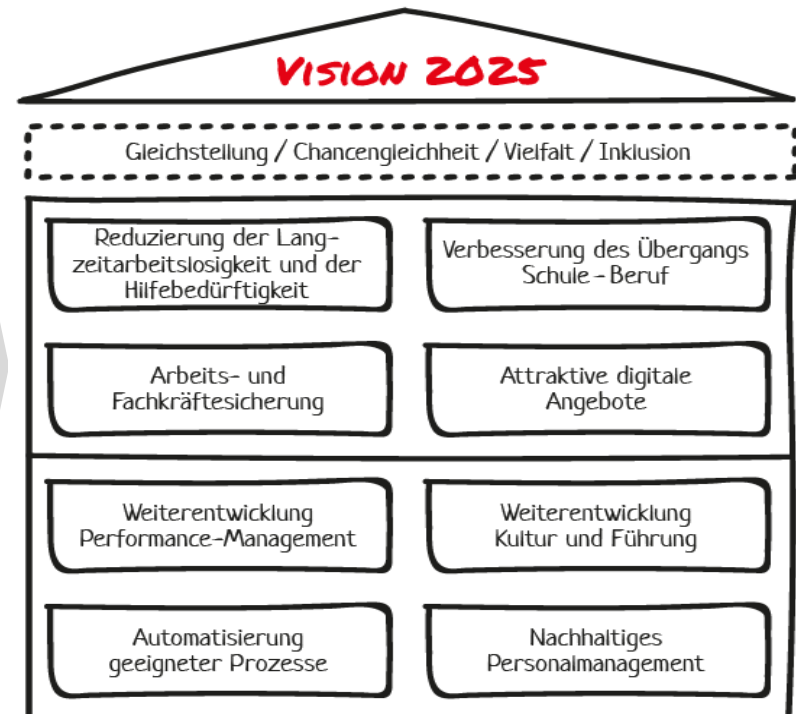 VISION 2025
Gleichstellung / Chancengleichheit / Vielfalt / Inklusion
Reduzierung der Lang-
zeitarbeitslosigkeit und der
Hilfebedürftigkeit
Verbesserung des Übergangs
Schule - Beruf
Arbeits- und
Fachkräftesicherung
Attraktive digitale
Angebote
Weiterentwicklung
Performance-Management
Weiterentwicklung
Kultur und Führung
Automatisierung
geeigneter Prozesse
Nachhaltiges
Personalmanagement